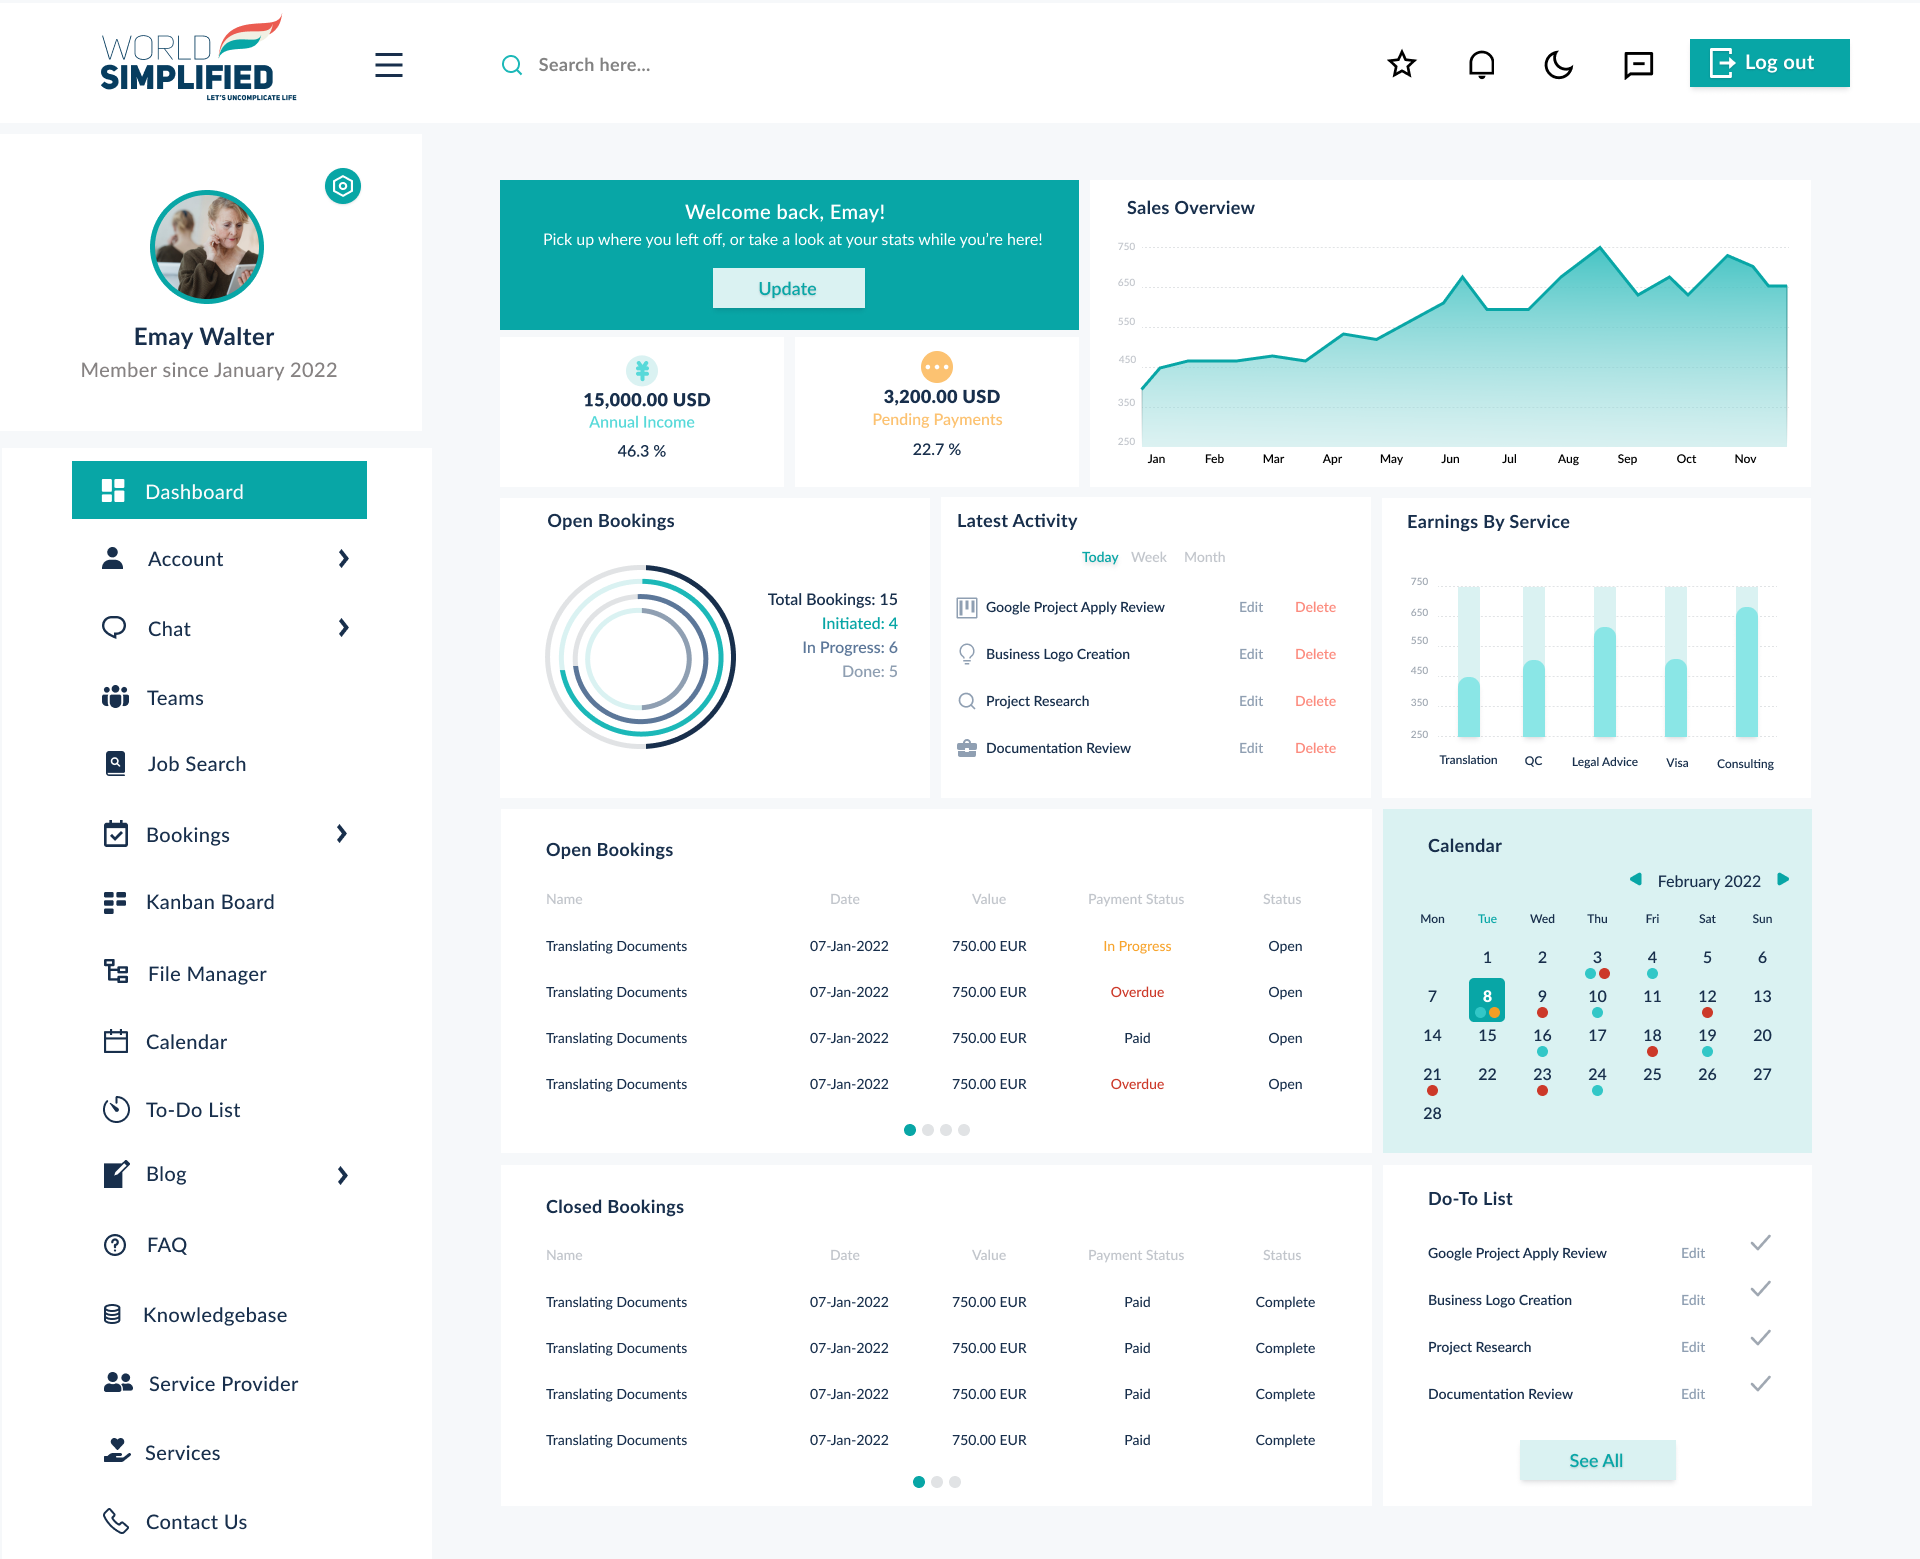 WORLD
SIMPLIFIED
LET'S UNCOMPLICATE LIFE
Search here...
Log out
Emay Walter
Member since January 2022
Dashboard
Account
Chat
Teams
Job Search
Bookings
Kanban Board
File Manager
Calendar
To-Do List
Blog
FAQ
Knowledgebase
Service Provider
Services
Contact Us
Welcome back, Emay!
Pick up where you left off, or take a look at your stats while you're here!
Update
¥
15,000.00 USD
Annual Income
46.3 %
3,200.00 USD
Pending Payments
22.7 %
Sales Overview
750
650
550
450
350
250
Jan Feb Mar Apr May Jun Jul Aug Sep Oct Nov
Open Bookings
Total Bookings: 15
Initiated: 4
In Progress: 6
Done: 5
Latest Activity
Today Week Month
Google Project Apply Review Edit Delete
Business Logo Creation Edit Delete
Project Research Edit Delete
Documentation Review Edit Delete
Earnings By Service
750
650
550
450
350
250
Translation QC Legal Advice Visa Consulting
Open Bookings
Name Date Value Payment Status Status
Translating Documents 07-Jan-2022 750.00 EUR In Progress Open
Translating Documents 07-Jan-2022 750.00 EUR Overdue Open
Translating Documents 07-Jan-2022 750.00 EUR Paid Open
Translating Documents 07-Jan-2022 750.00 EUR Overdue Open
Calendar
February 2022
Mon Tue Wed Thu Fri Sat Sun
1 2 3 4 5 6
7 8 9 10 11 12 13
14 15 16 17 18 19 20
21 22 23 24 25 26 27
28
Closed Bookings
Name Date Value Payment Status Status
Translating Documents 07-Jan-2022 750.00 EUR Paid Complete
Translating Documents 07-Jan-2022 750.00 EUR Paid Complete
Translating Documents 07-Jan-2022 750.00 EUR Paid Complete
Translating Documents 07-Jan-2022 750.00 EUR Paid Complete
Do-To List
Google Project Apply Review Edit
Business Logo Creation Edit
Project Research Edit
Documentation Review Edit
See All